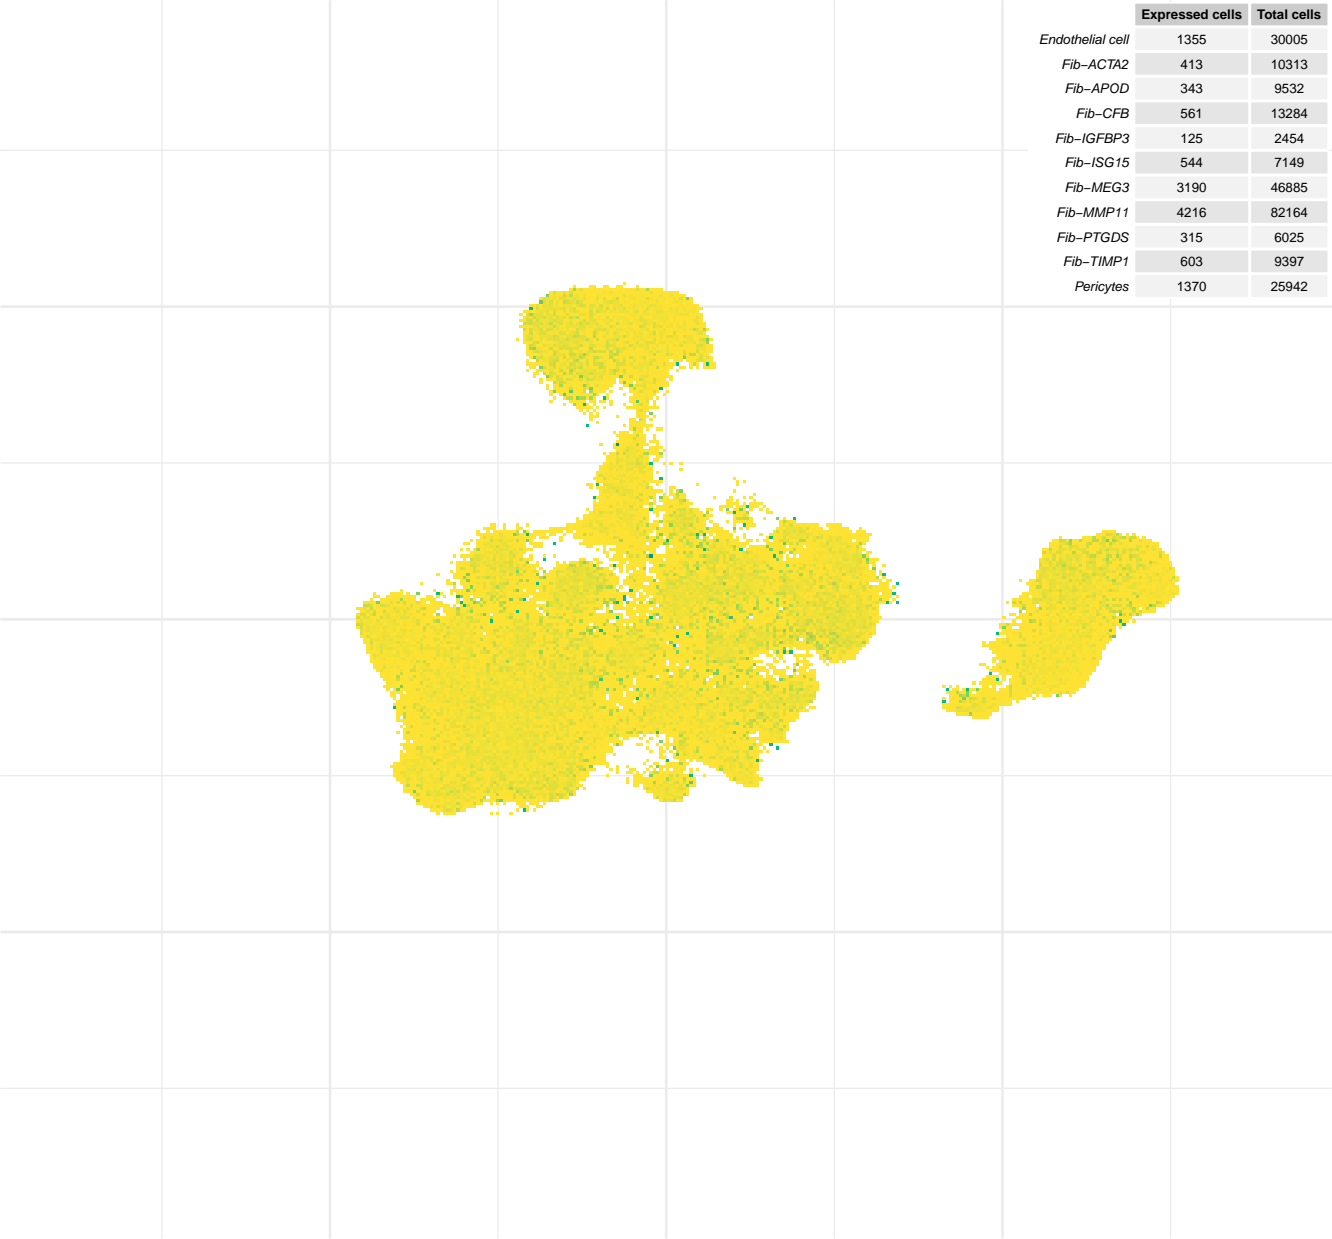 Expressed cells Total cells
Endothelial cell 1355 30005
Fib−ACTA2 413 10313
Fib−APOD 343 9532
Fib−CFB 561 13284
Fib−IGFBP3 125 2454
Fib−ISG15 544 7149
Fib−MEG3 3190 46885
Fib−MMP11 4216 82164
Fib−PTGDS 315 6025
Fib−TIMP1 603 9397
Pericytes 1370 25942